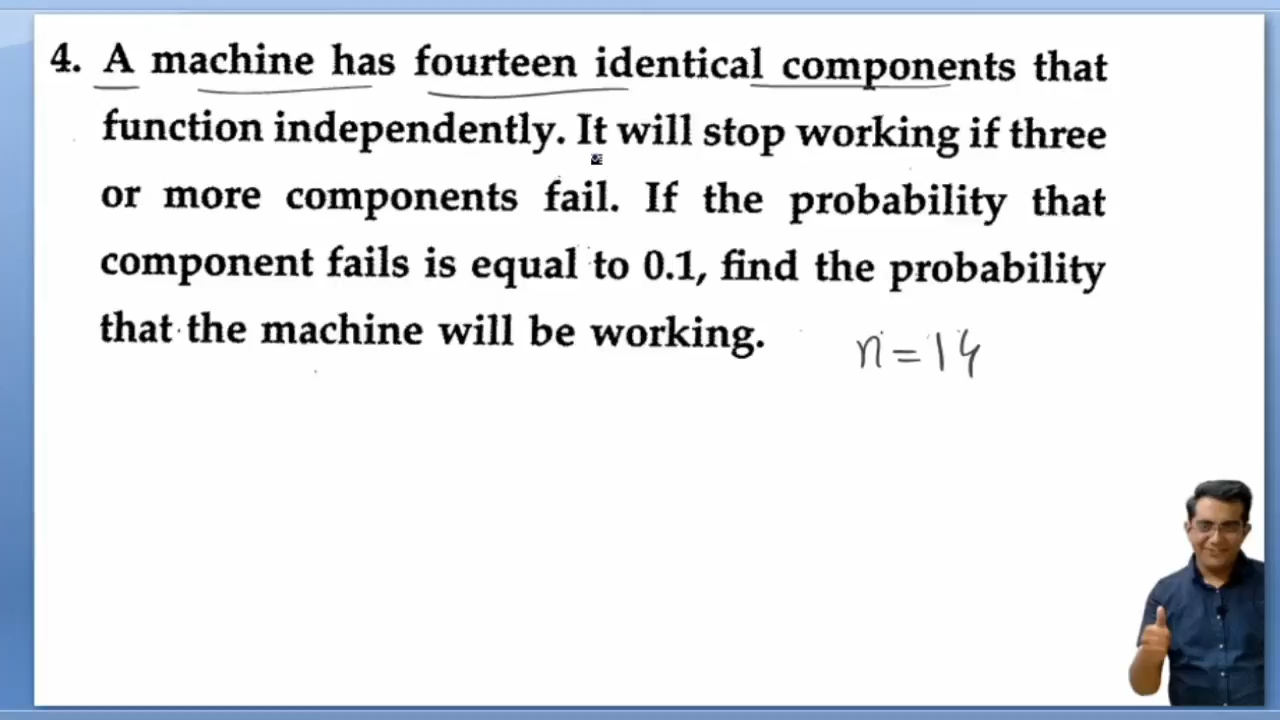 4. A machine has fourteen identical components that
function independently. It will stop working if three
or more components fail. If the probability that
component fails is equal to 0.1, find the probability
that the machine will be working.
n=14